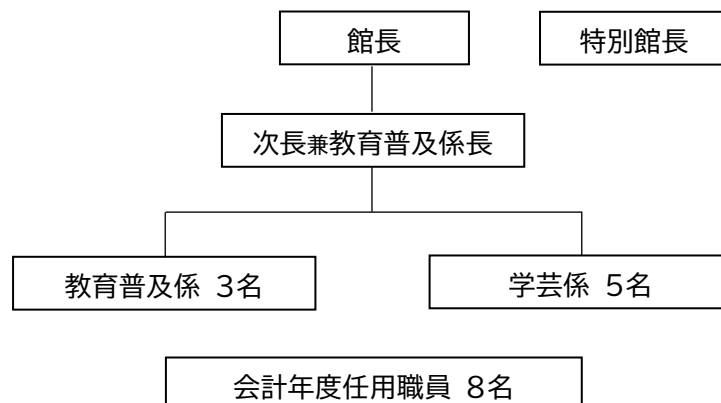 館長
特別館長
次長兼教育普及係長
教育普及係 3名
学芸係 5名
会計年度任用職員 8名